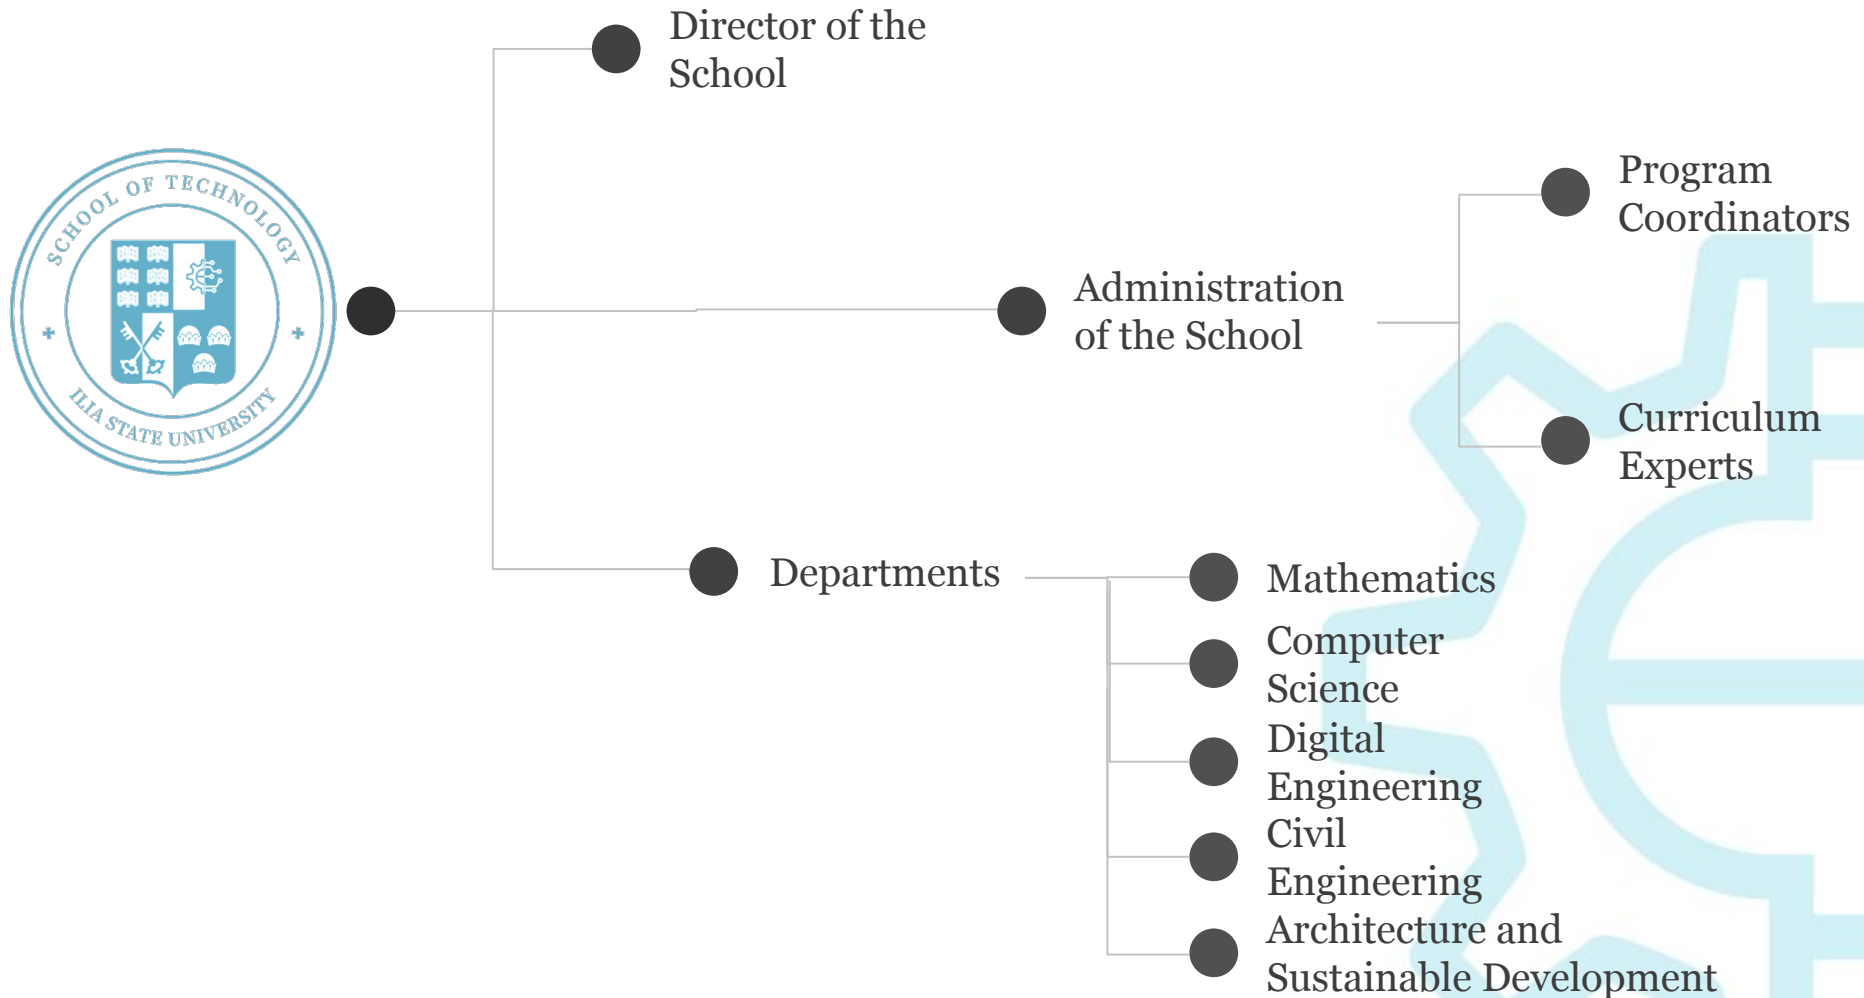 Director of the
School
SCHOOL OF TECHNOLOGY
ILIA STATE UNIVERSITY
Administration
of the School
Program
Coordinators
Curriculum
Experts
Departments
Mathematics
Computer
Science
Digital
Engineering
Civil
Engineering
Architecture and
Sustainable Development